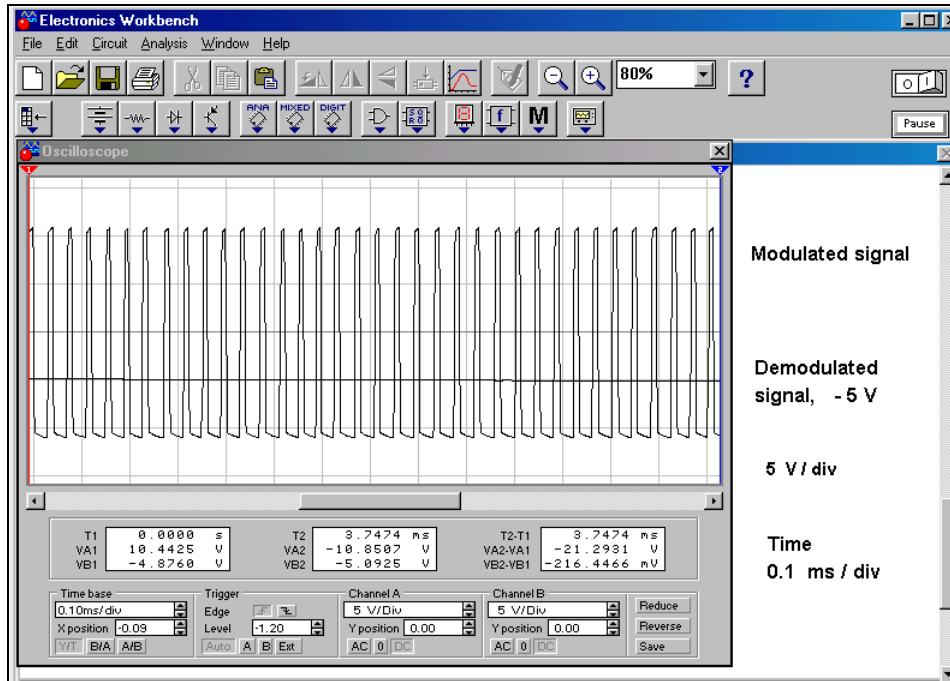 Electronics Workbench
File Edit Circuit Analysis Window Help
80%
?
ANA MIXED DIGIT
M
Pause
Oscilloscope
1 2
Modulated signal
Demodulated
signal, - 5 V
5 V / div
Time
0.1 ms / div
T1 0.0000 s T2 3.7474 ms T2-T1 3.7474 ms
VA1 10.4425 V VA2 -10.8507 V VA2-VA1 -21.2931 V
VB1 -4.8760 V VB2 -5.0925 V VB2-VB1 -216.4466 mV
Time base Trigger Channel A Channel B
0.10ms/div Edge 5 V/Div 5 V/Div Reduce
X position -0.09 Level -1.20 Y position 0.00 Y position 0.00 Reverse
Y/T B/A A/B Auto A B Ext AC 0 DC AC 0 DC Save